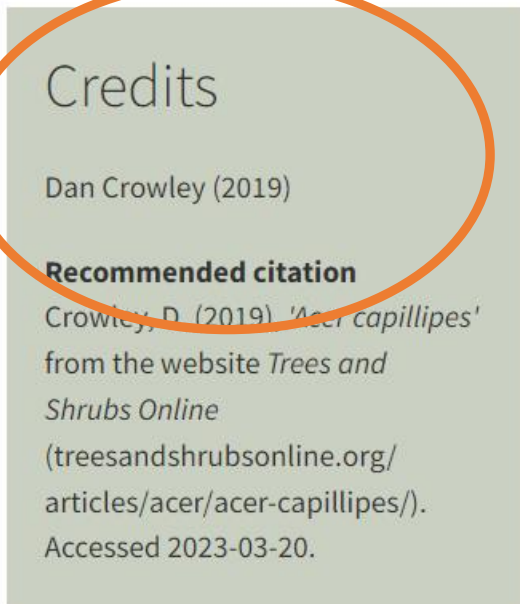 Credits
Dan Crowley (2019)
Recommended citation
Crowley, D. (2019), 'Acer capillipes'
from the website Trees and
Shrubs Online
(treesandshrubsonline.org/
articles/acer/acer-capillipes/).
Accessed 2023-03-20.